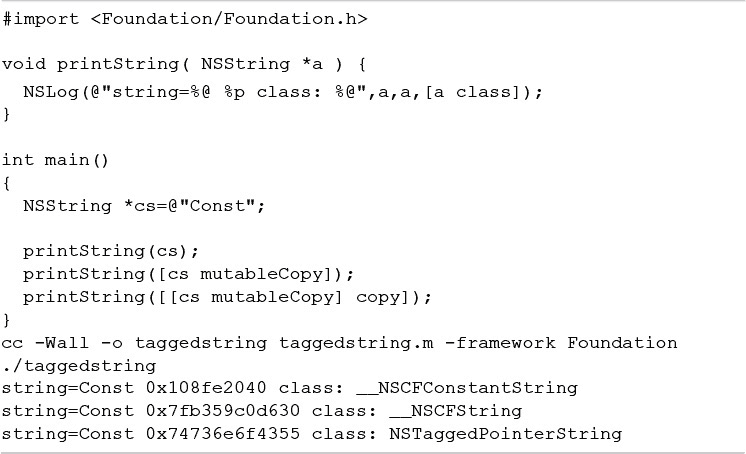 #import <Foundation/Foundation.h>
void printString( NSString *a ) {
  NSLog(@"string=%@ %p class: %@",a,a,[a class]);
}
int main()
{
  NSString *cs=@"Const";
  printString(cs);
  printString([cs mutableCopy]);
  printString([[cs mutableCopy] copy]);
}
cc -Wall -o taggedstring taggedstring.m -framework Foundation
./taggedstring
string=Const 0x108fe2040 class: __NSCFConstantString
string=Const 0x7fb359c0d630 class: __NSCFString
string=Const 0x74736e6f4355 class: NSTaggedPointerString